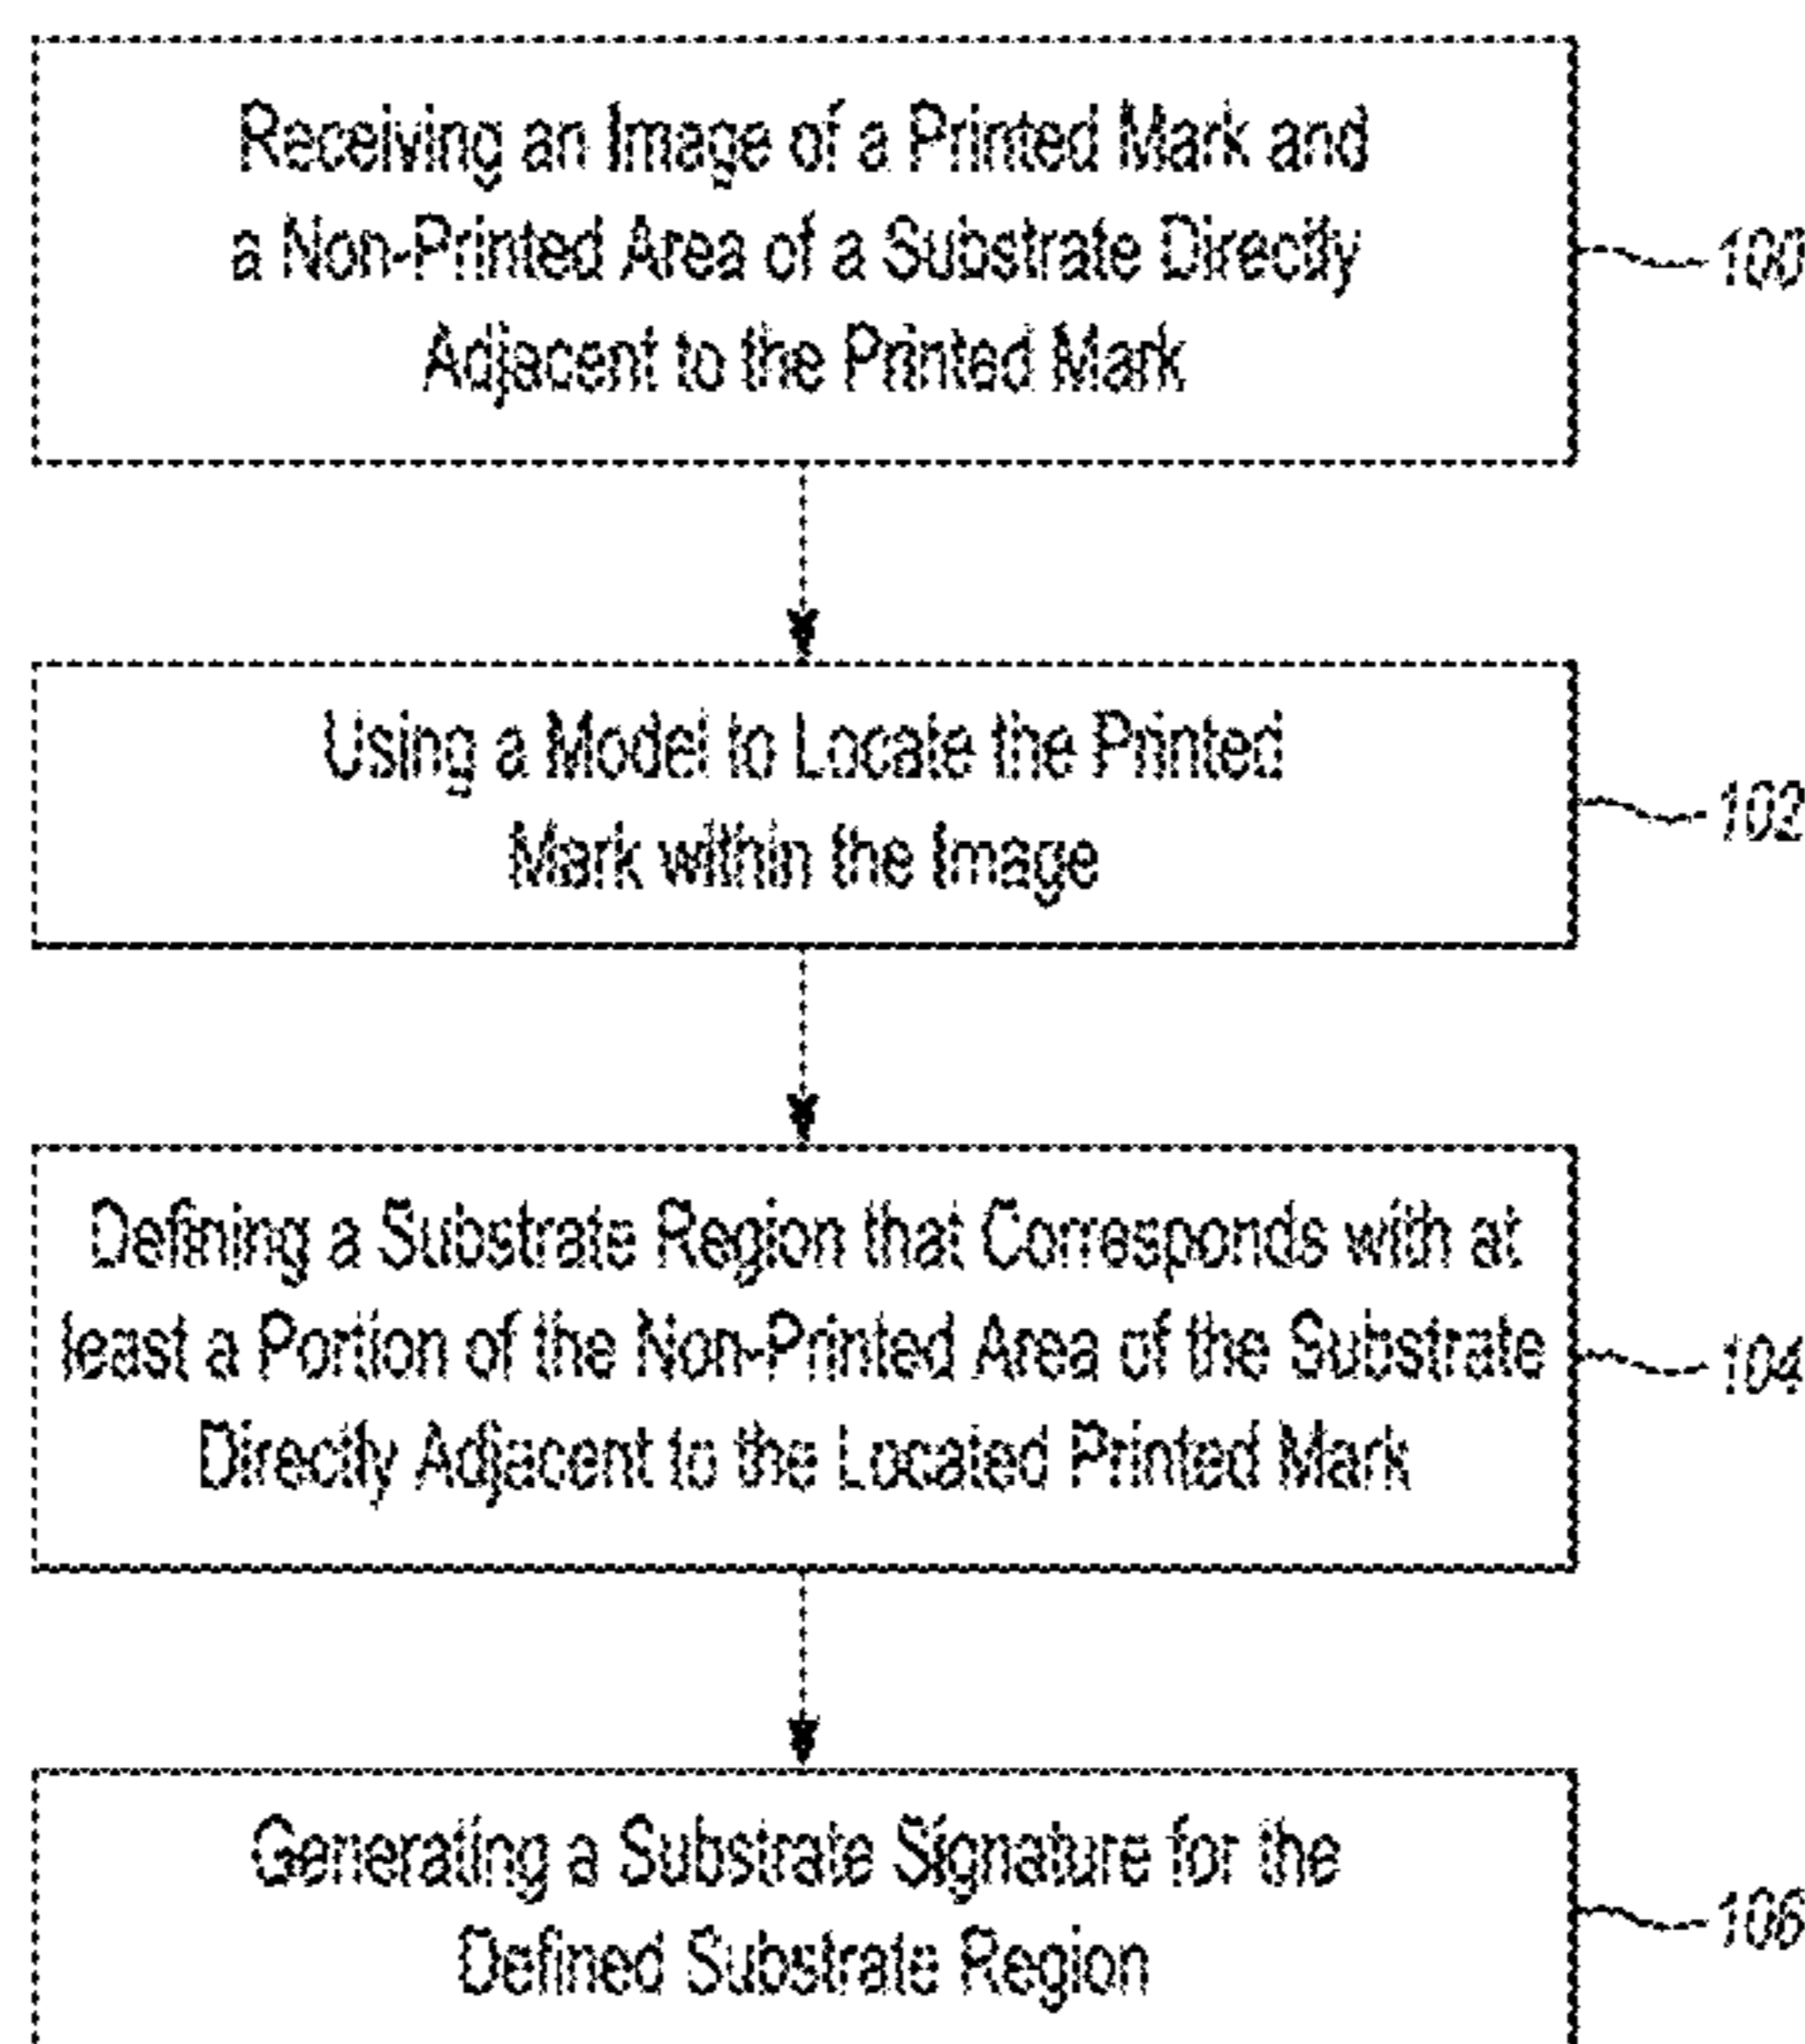 Receiving an Image of a Printed Mark and
a Non-Printed Area of a Substrate Directly
Adjacent to the Printed Mark
100
Using a Model to Locate the Printed
Mark within the Image
102
Defining a Substrate Region that Corresponds with at
least a Portion of the Non-Printed Area of the Substrate
Directly Adjacent to the Located Printed Mark
104
Generating a Substrate Signature for the
Defined Substrate Region
106